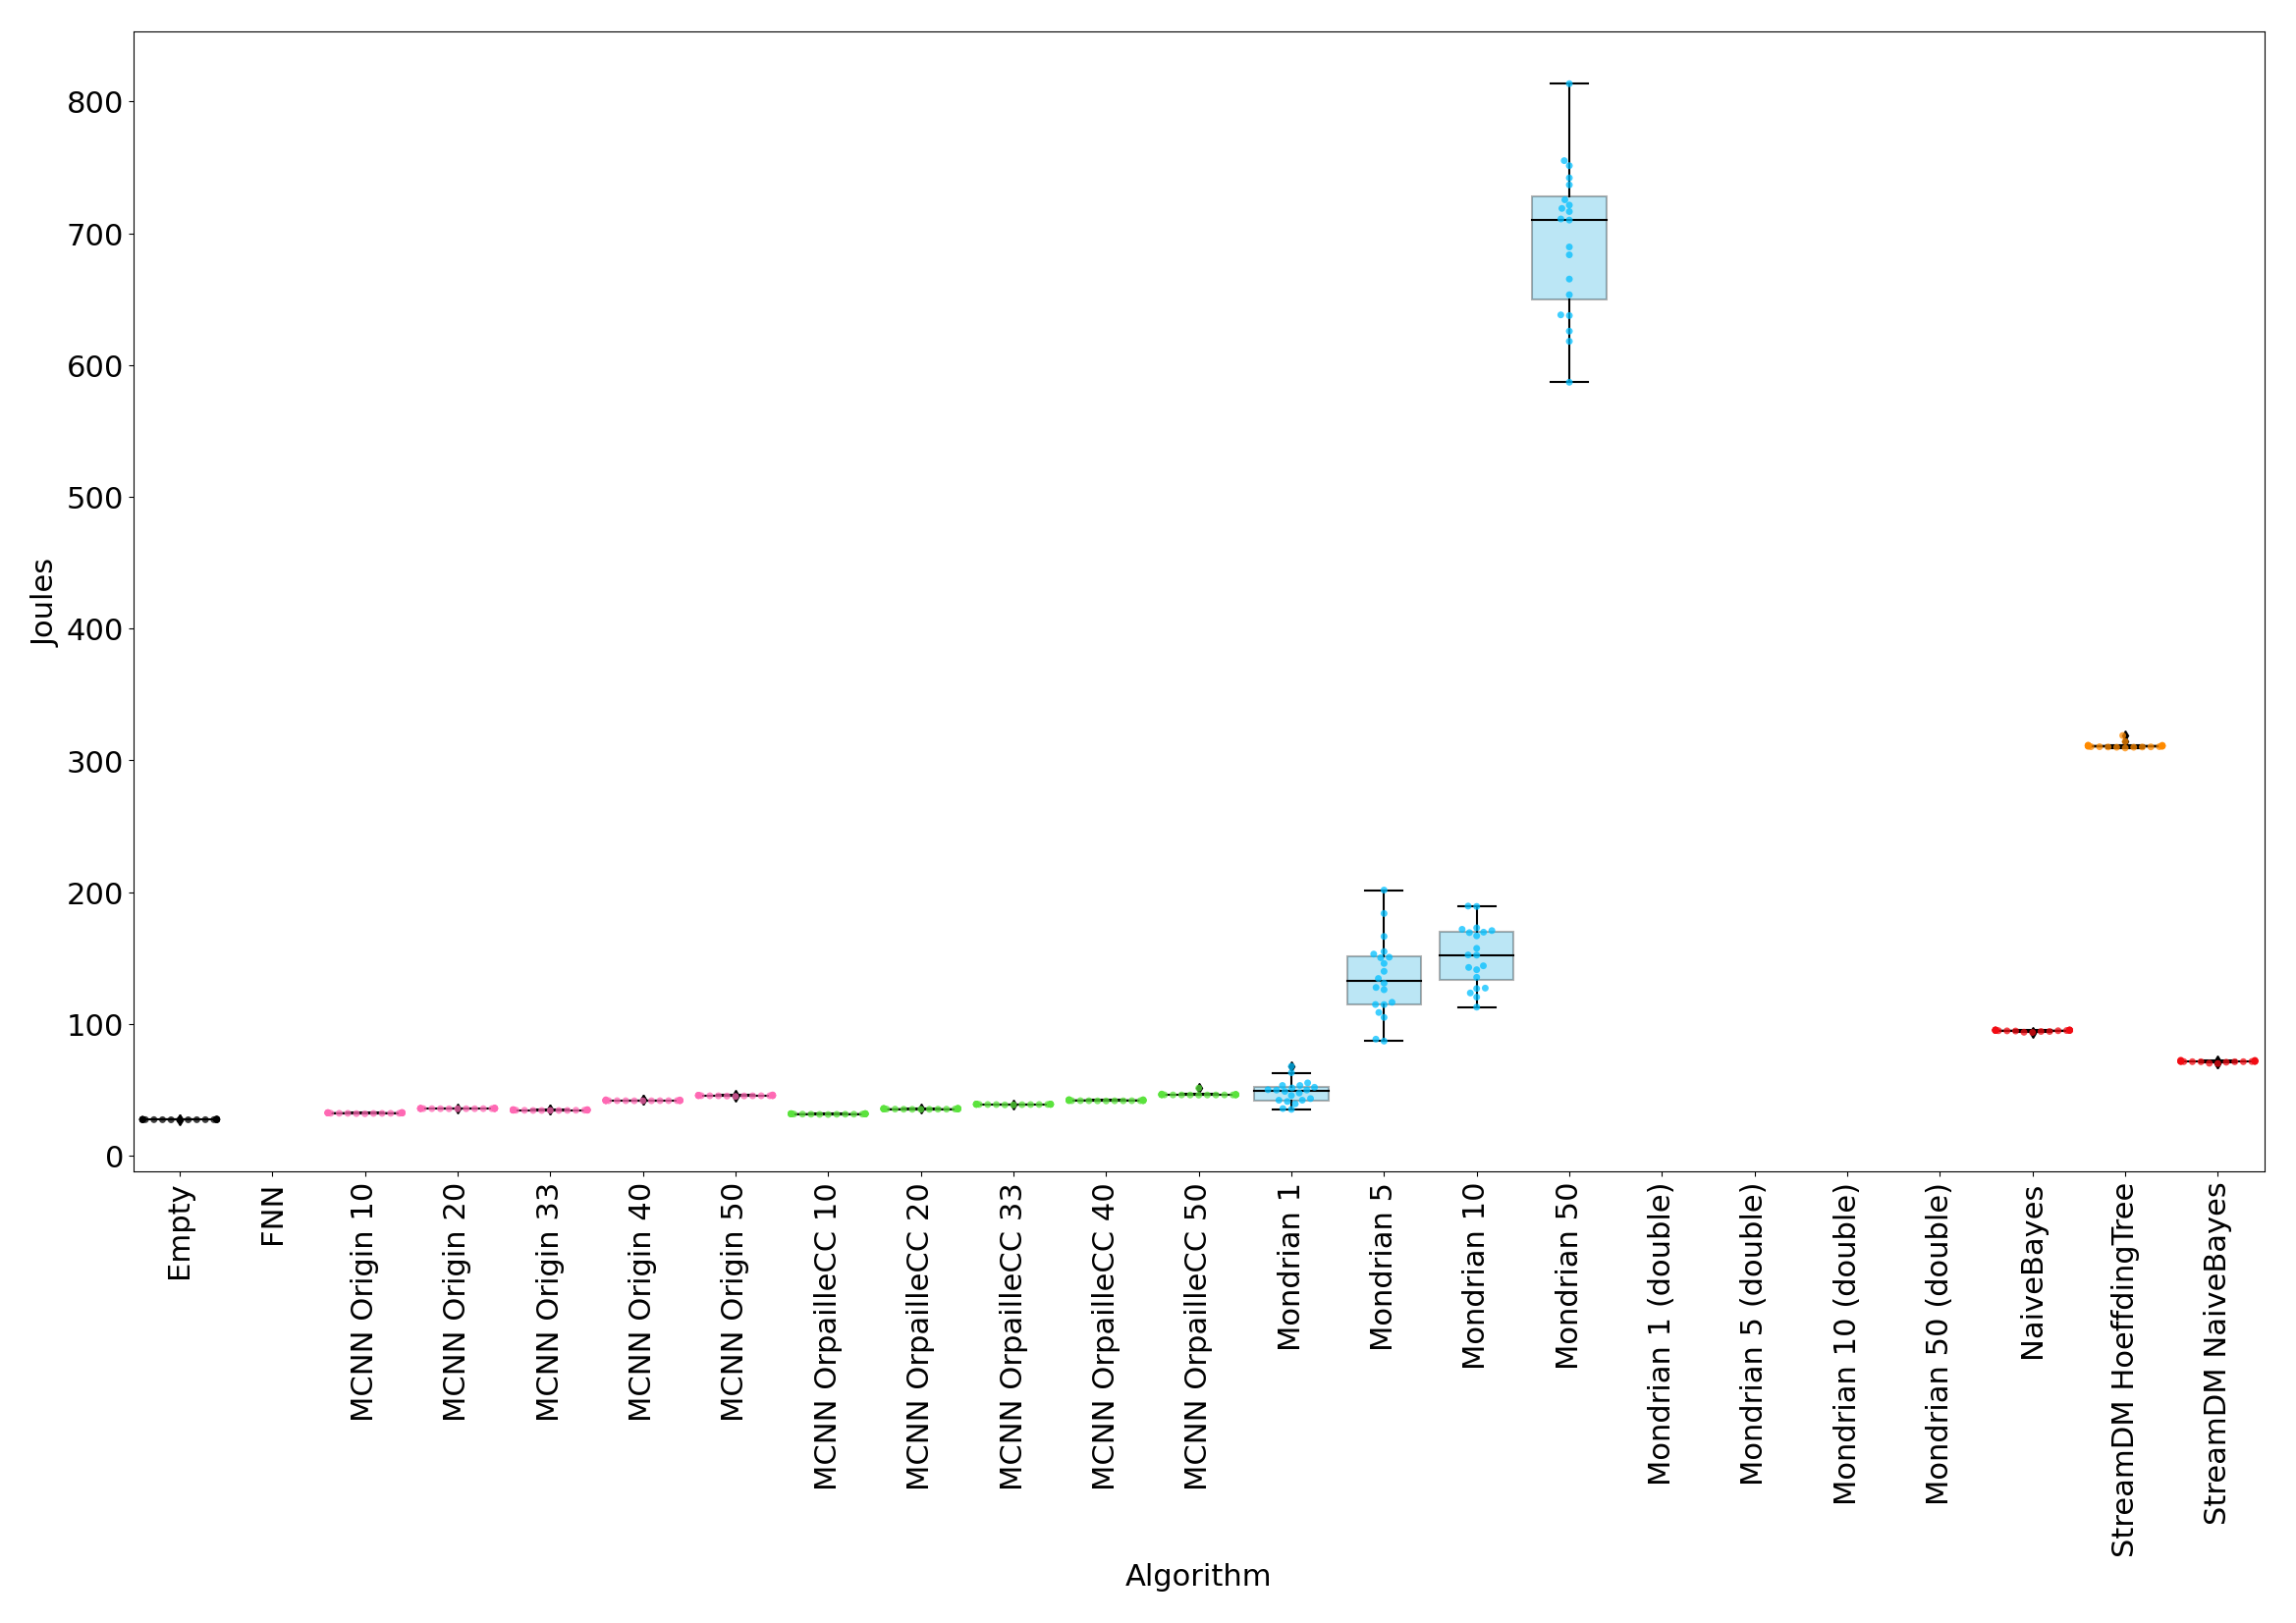 800
700
600
500
400
300
200
100
0
Joules
Empty
FNN
MCNN Origin 10
MCNN Origin 20
MCNN Origin 33
MCNN Origin 40
MCNN Origin 50
MCNN OrpailleCC 10
MCNN OrpailleCC 20
MCNN OrpailleCC 33
MCNN OrpailleCC 40
MCNN OrpailleCC 50
Mondrian 1
Mondrian 5
Mondrian 10
Mondrian 50
Mondrian 1 (double)
Mondrian 5 (double)
Mondrian 10 (double)
Mondrian 50 (double)
NaiveBayes
StreamDM HoeffdingTree
StreamDM NaiveBayes
Algorithm